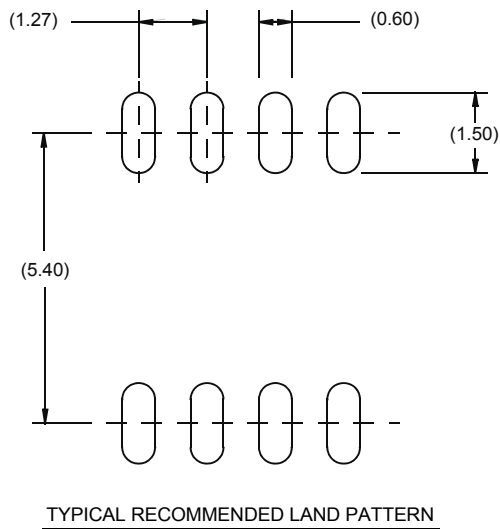 (1.27)
(0.60)
(1.50)
(5.40)
TYPICAL RECOMMENDED LAND PATTERN